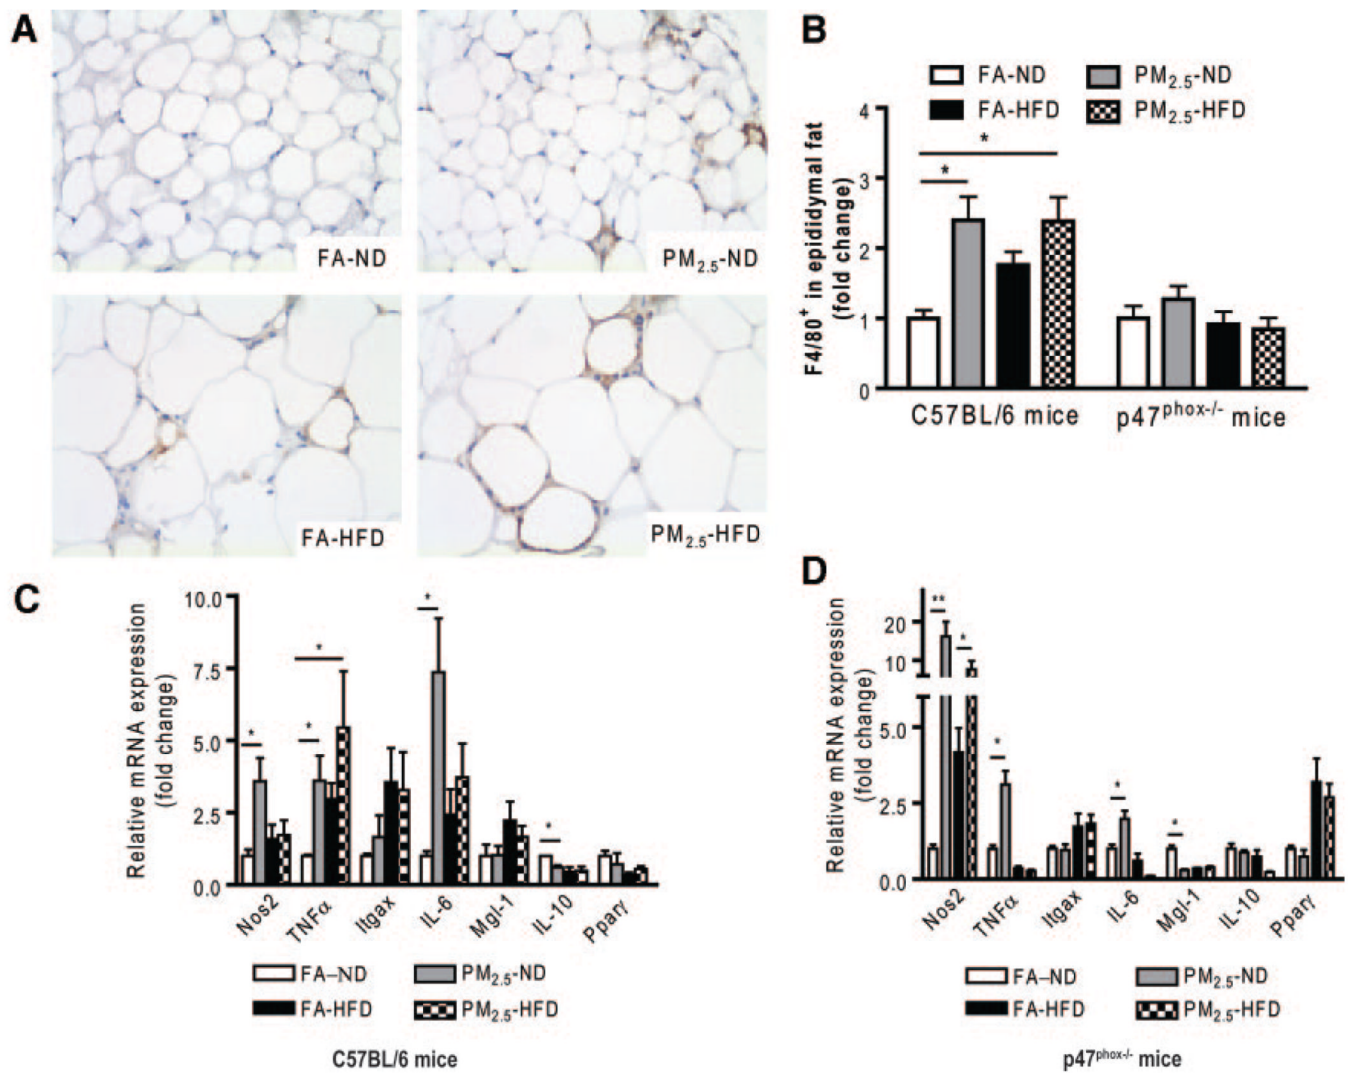 A
FA-ND
PM2.5-ND
FA-HFD
PM2.5-HFD
B
FA-ND
PM2.5-ND
FA-HFD
PM2.5-HFD
F4/80+ in epididymal fat
(fold change)
4
3
2
1
0
*
*
C57BL/6 mice
p47phox-/- mice
C
Relative mRNA expression
(fold change)
10.0
7.5
5.0
2.5
0.0
*
*
*
*
*
Nos2
TNFα
Itgax
IL-6
Mgl-1
IL-10
Pparγ
FA–ND
PM2.5-ND
FA-HFD
PM2.5-HFD
C57BL/6 mice
D
Relative mRNA expression
(fold change)
20
10
5.0
2.5
0.0
**
*
*
*
*
Nos2
TNFα
Itgax
IL-6
Mgl-1
IL-10
Pparγ
FA–ND
PM2.5-ND
FA-HFD
PM2.5-HFD
p47phox-/- mice